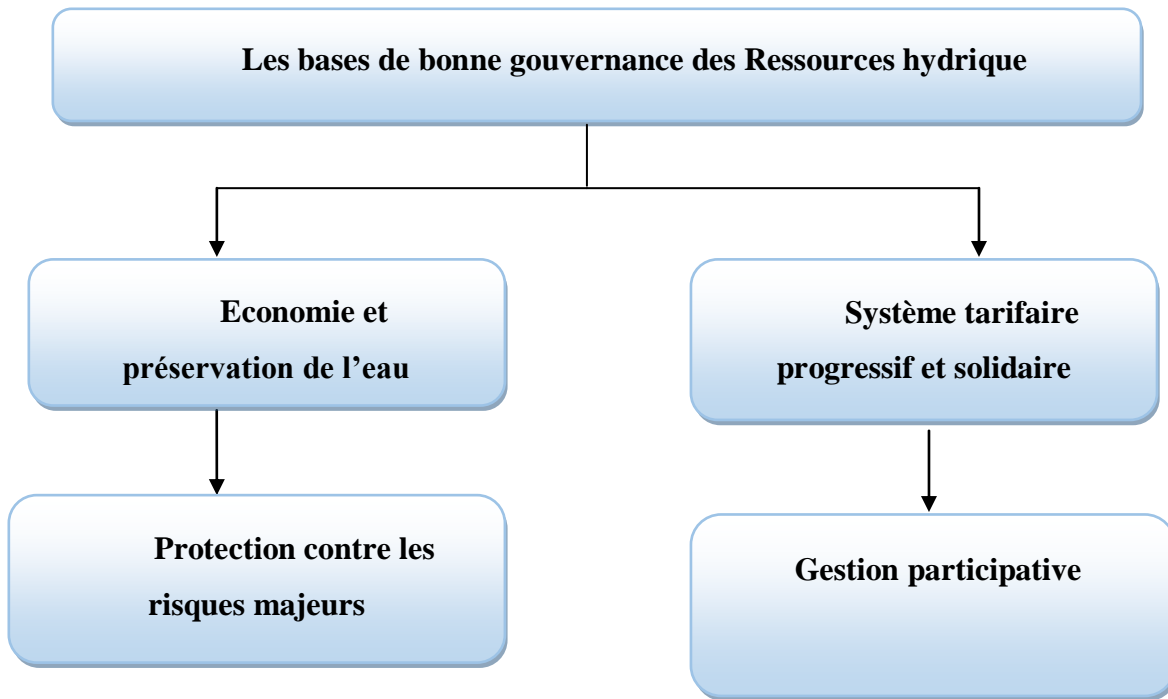 Les bases de bonne gouvernance des Ressources hydrique
Economie et
préservation de l’eau
Système tarifaire
progressif et solidaire
Protection contre les
risques majeurs
Gestion participative